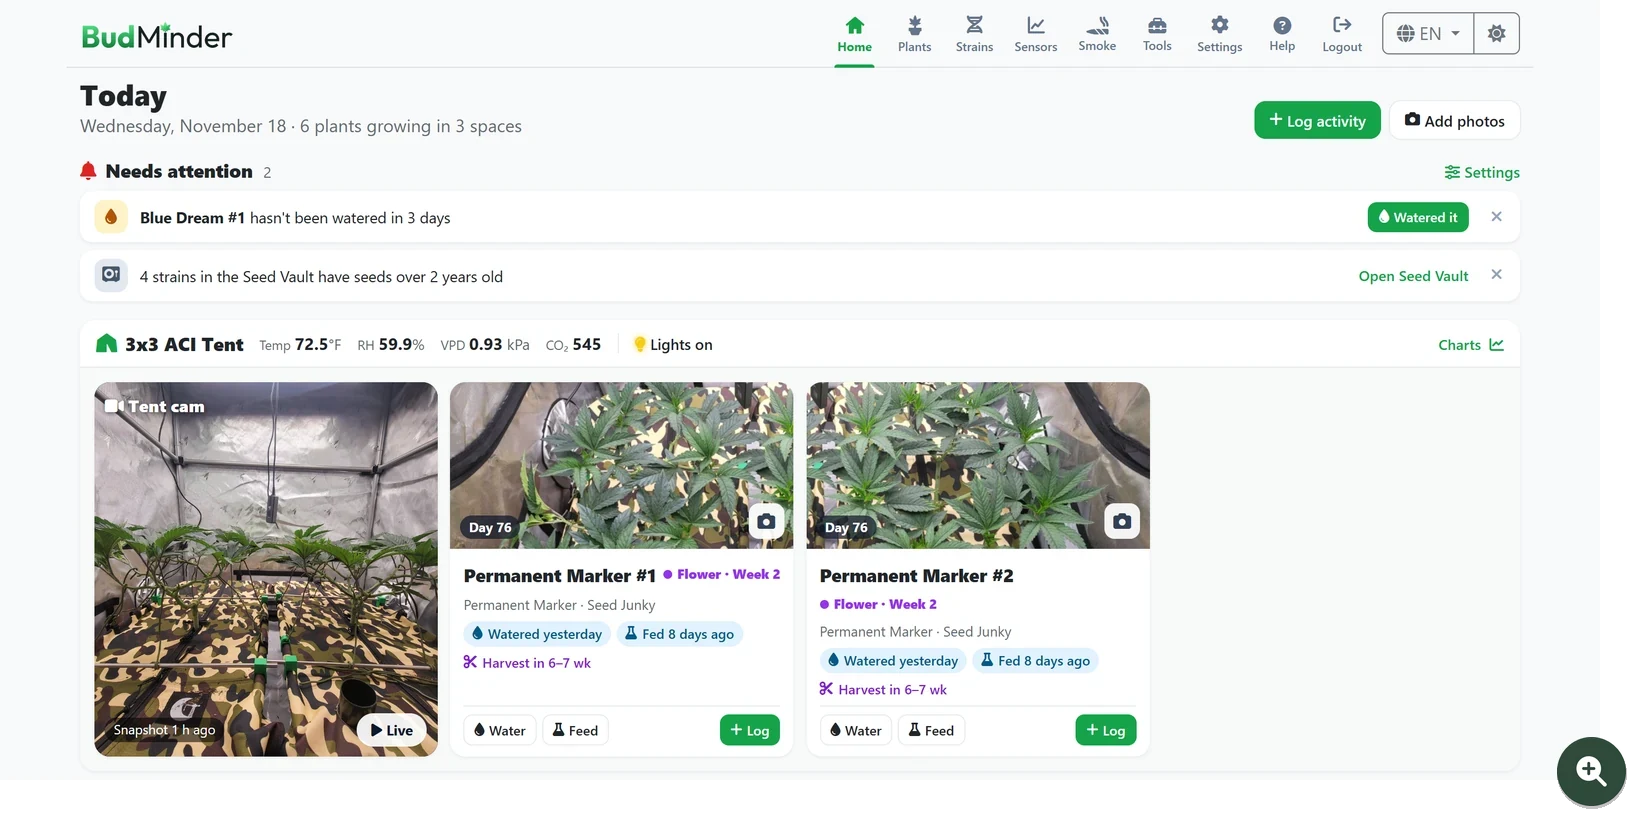 BudMinder
Home
Plants
Strains
Sensors
Smoke
Tools
Settings
Help
Logout
EN
Today
Wednesday, November 18 · 6 plants growing in 3 spaces
+ Log activity
Add photos
Needs attention 2
Settings
Blue Dream #1 hasn't been watered in 3 days
Watered it
4 strains in the Seed Vault have seeds over 2 years old
Open Seed Vault
3x3 ACI Tent Temp 72.5°F RH 59.9% VPD 0.93 kPa CO₂ 545 Lights on
Charts
Tent cam
Snapshot 1 h ago
Live
Day 76
Permanent Marker #1 Flower · Week 2
Permanent Marker · Seed Junky
Watered yesterday Fed 8 days ago
Harvest in 6–7 wk
Water Feed + Log
Day 76
Permanent Marker #2
Flower · Week 2
Permanent Marker · Seed Junky
Watered yesterday Fed 8 days ago
Harvest in 6–7 wk
Water Feed + Log